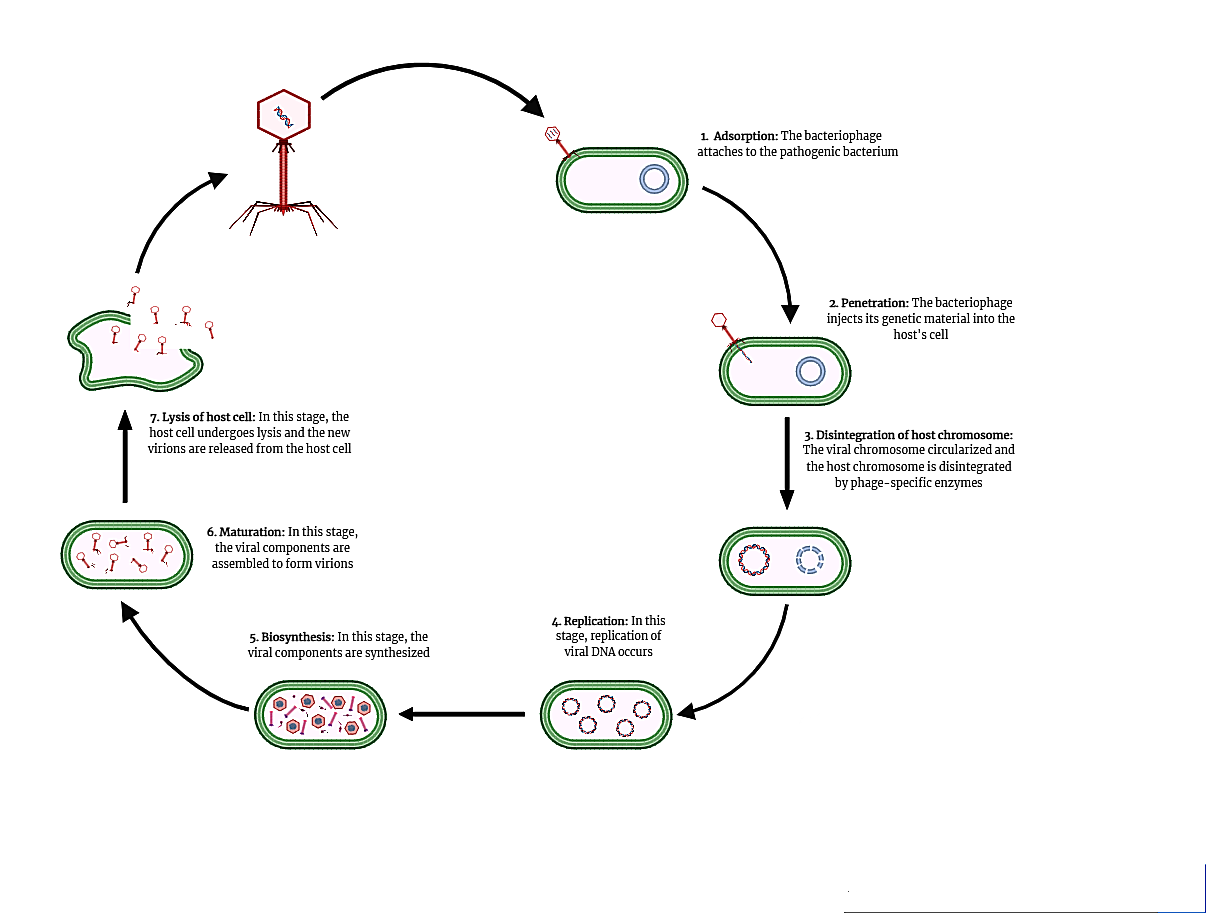 1. Adsorption: The bacteriophage
attaches to the pathogenic bacterium
2. Penetration: The bacteriophage
injects its genetic material into the
host's cell
3. Disintegration of host chromosome:
The viral chromosome circularized and
the host chromosome is disintegrated
by phage-specific enzymes
4. Replication: In this
stage, replication of
viral DNA occurs
5. Biosynthesis: In this stage, the
viral components are synthesized
6. Maturation: In this stage,
the viral components are
assembled to form virions
7. Lysis of host cell: In this stage, the
host cell undergoes lysis and the new
virions are released from the host cell